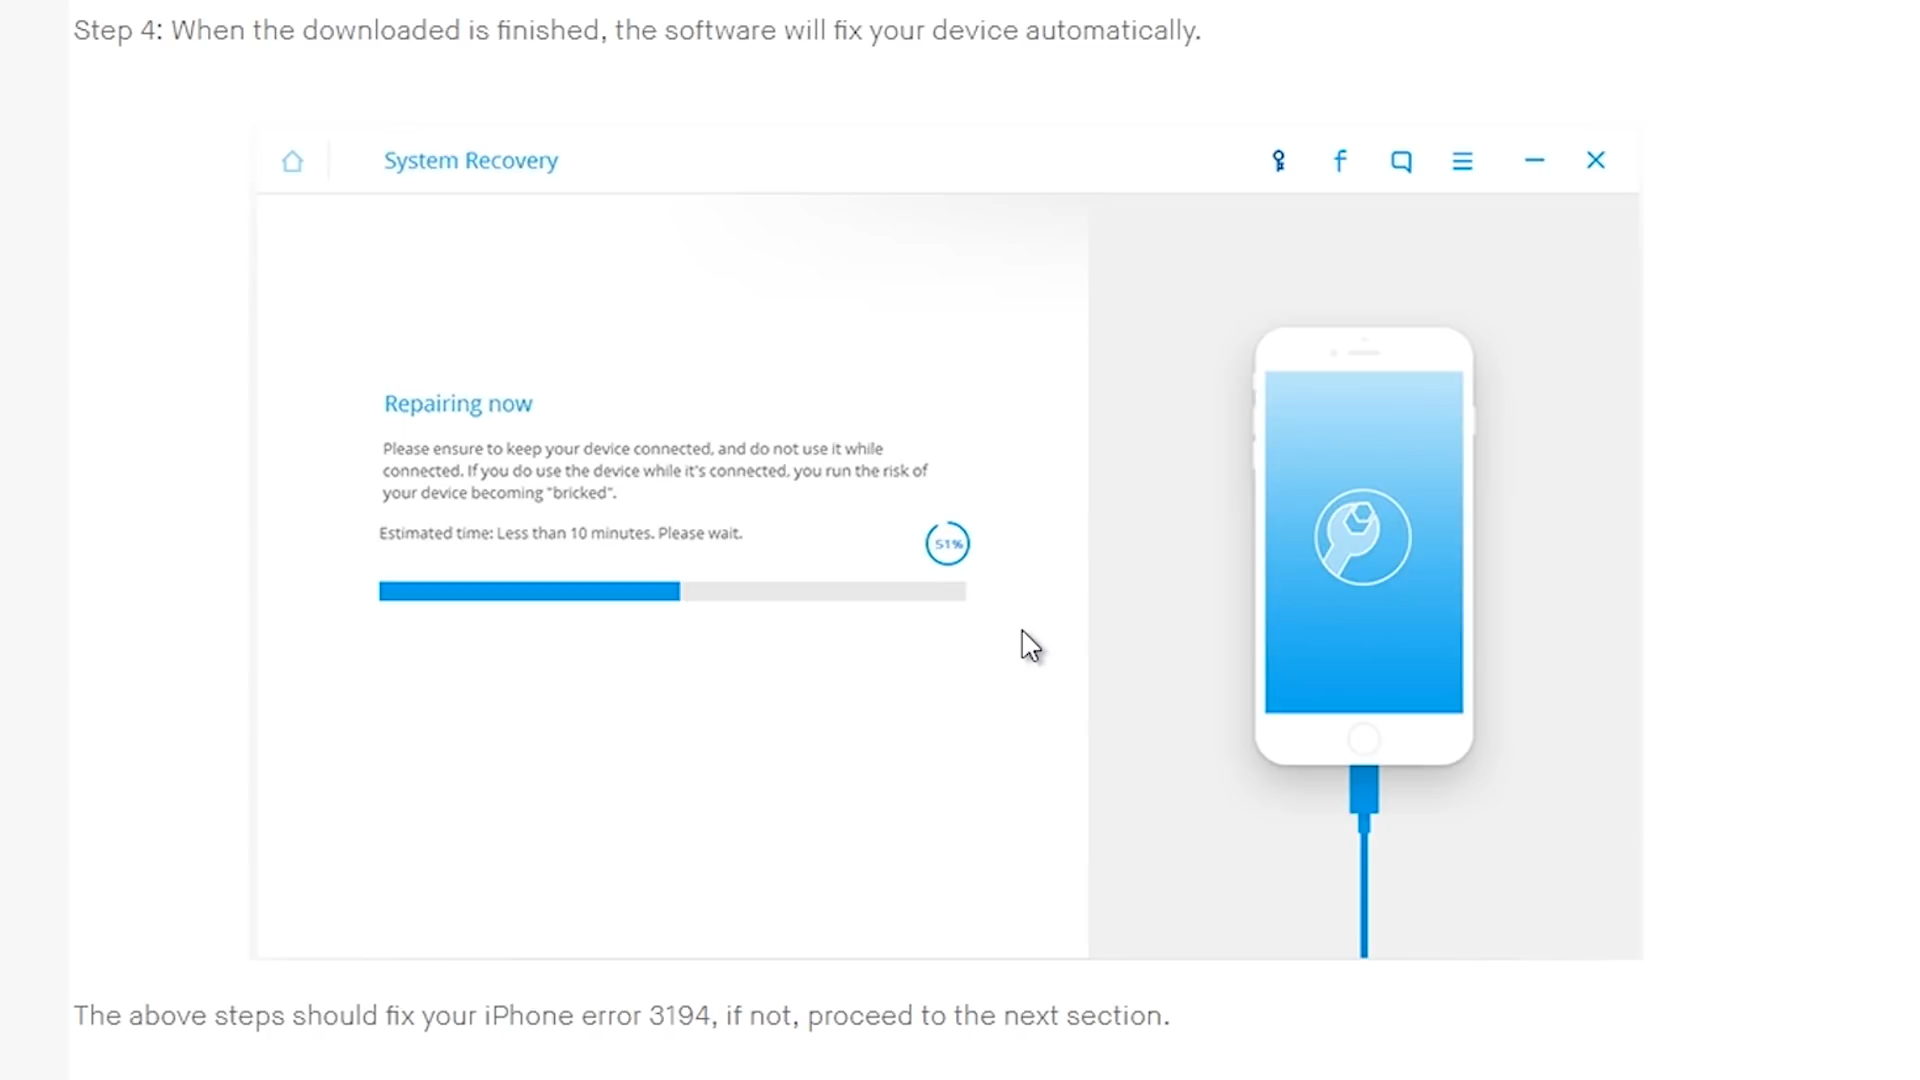 Step 4: When the downloaded is finished, the software will fix your device automatically.
System Recovery
Repairing now
Please ensure to keep your device connected, and do not use it while
connected. If you do use the device while it's connected, you run the risk of
your device becoming "bricked".
Estimated time: Less than 10 minutes. Please wait.
51%
The above steps should fix your iPhone error 3194, if not, proceed to the next section.